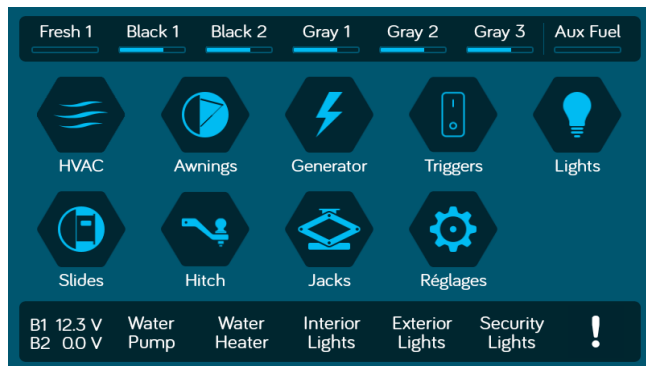 Fresh 1 Black 1 Black 2 Gray 1 Gray 2 Gray 3 Aux Fuel
HVAC Awnings Generator Triggers Lights
Slides Hitch Jacks Réglages
B1 12.3 V Water Water Interior Exterior Security !
B2 0.0 V Pump Heater Lights Lights Lights